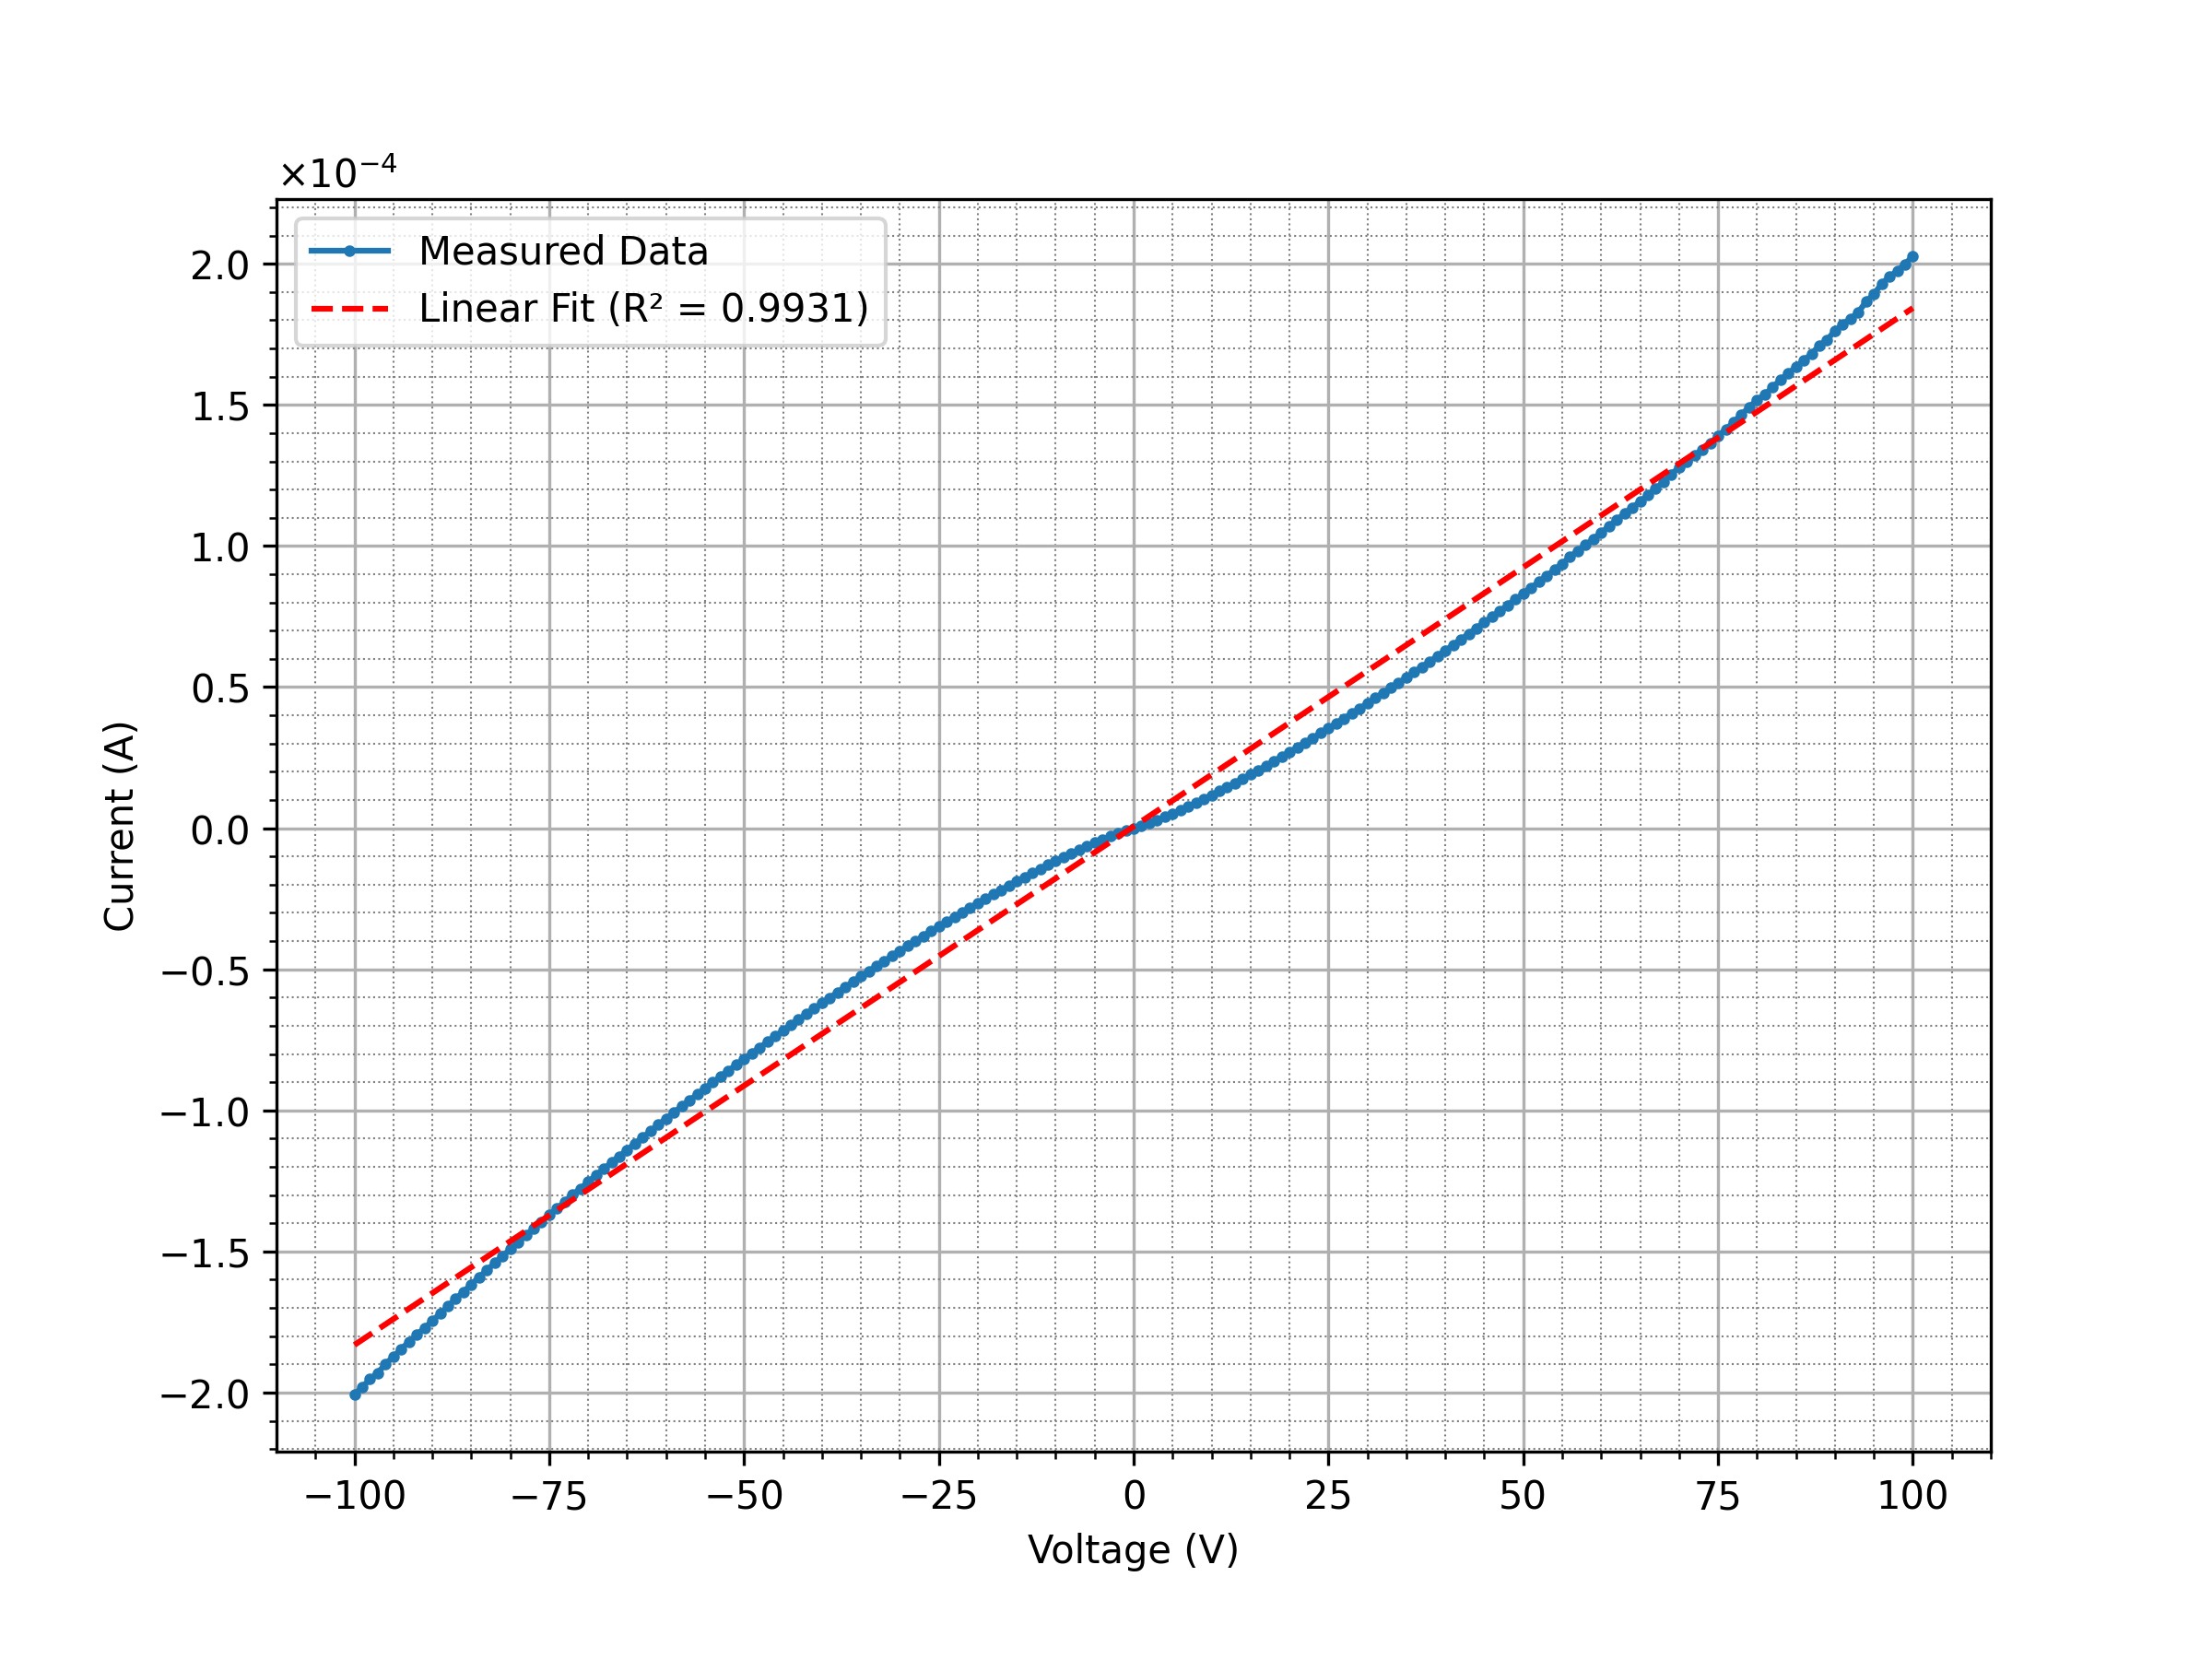 ×10⁻⁴
Measured Data
Linear Fit (R² = 0.9931)
2.0
1.5
1.0
0.5
0.0
−0.5
−1.0
−1.5
−2.0
Current (A)
−100 −75 −50 −25 0 25 50 75 100
Voltage (V)